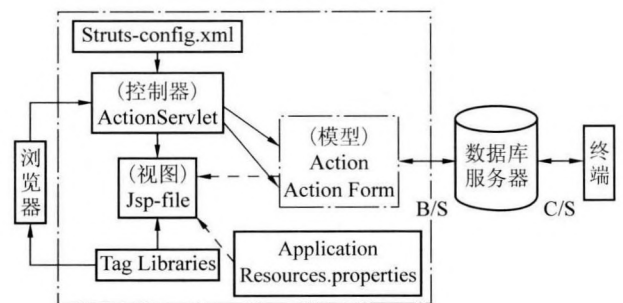 Struts-config.xml
（控制器）
ActionServlet
浏览器
（视图）
Jsp-file
（模型）
Action
Action Form
数据库
服务器
终端
B/S
C/S
Tag Libraries
Application
Resources.properties